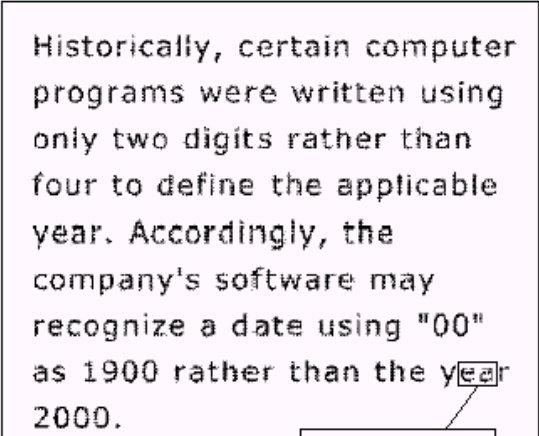 Historically, certain computer
programs were written using
only two digits rather than
four to define the applicable
year. Accordingly, the
company's software may
recognize a date using "00"
as 1900 rather than the year
2000.